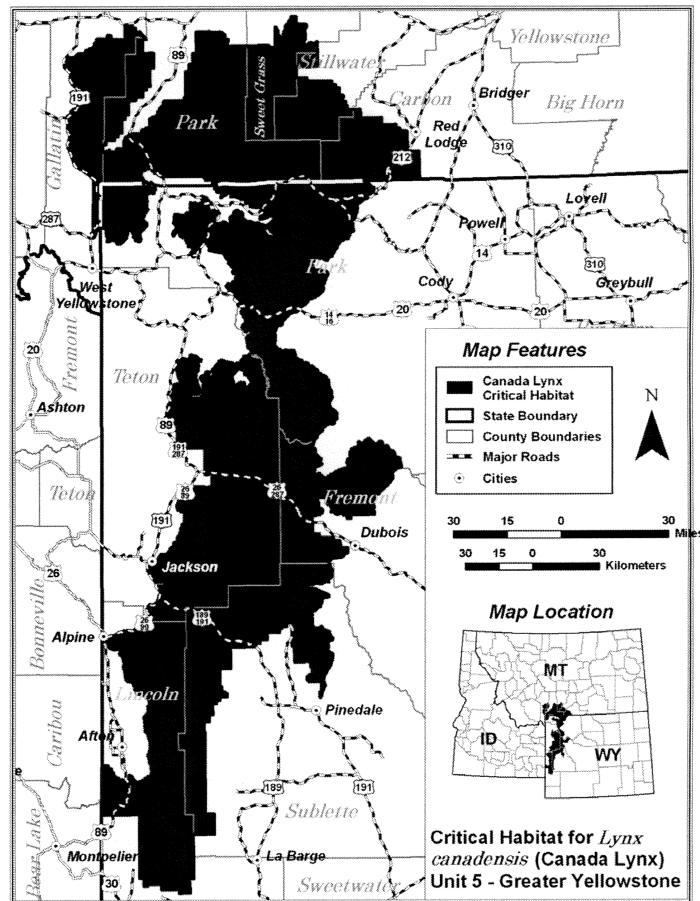 Yellowstone
89
Stillwater
191
Sweet Grass
Carbon
Bridger
Big Horn
Park
Red
Lodge
Gallatin
310
212
287
Lovell
Powell
14
310
Park
West
Yellowstone
Cody
Greybull
14
16
20
20
20
Fremont
Teton
Ashton
89
191
287
Teton
26
89
26
287
Fremont
191
Dubois
26
Jackson
Bonneville
189
191
26
89
Alpine
Lincoln
Caribou
Pinedale
Afton
189
191
Sublette
89
Bear Lake
Montpelier
La Barge
30
Sweetwater
Map Features
Canada Lynx
Critical Habitat
State Boundary
County Boundaries
Major Roads
Cities
N
30 15 0 30
Miles
30 15 0 30
Kilometers
Map Location
MT
ID
WY
Critical Habitat for Lynx
canadensis (Canada Lynx)
Unit 5 - Greater Yellowstone